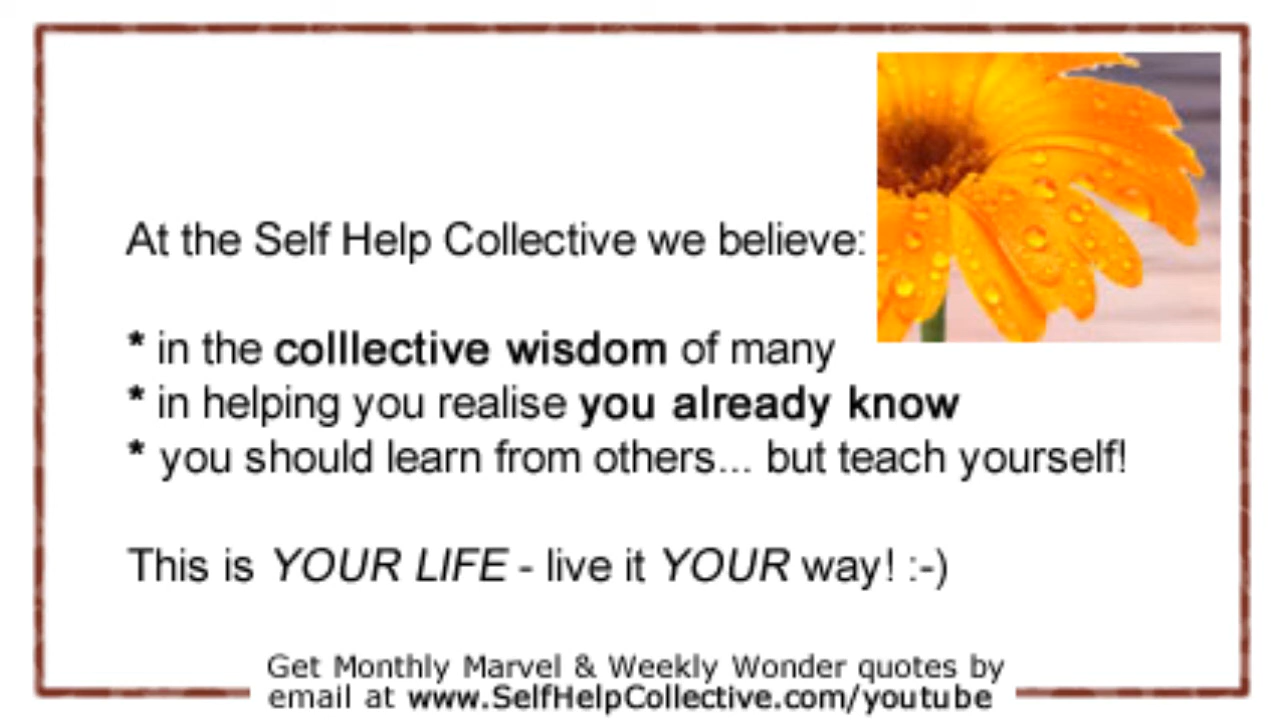 At the Self Help Collective we believe:
* in the colllective wisdom of many
* in helping you realise you already know
* you should learn from others... but teach yourself!
This is YOUR LIFE - live it YOUR way! :-)
Get Monthly Marvel & Weekly Wonder quotes by
email at www.SelfHelpCollective.com/youtube